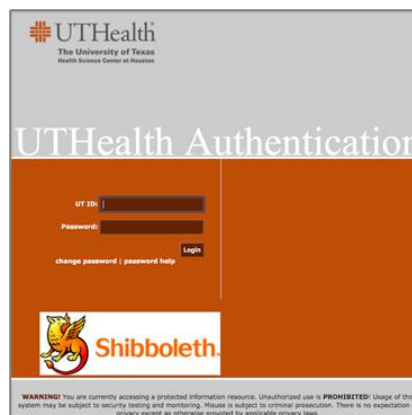 UTHealth
The University of Texas
Health Science Center at Houston
UTHealth Authentication
UT ID:
Password:
Login
change password | password help
Shibboleth.
WARNING! You are currently accessing a protected information resource. Unauthorized use is PROHIBITED! Usage of this
system may be subject to security testing and monitoring. Misuse is subject to criminal prosecution. There is no expectation of
privacy except as otherwise provided by applicable privacy laws.